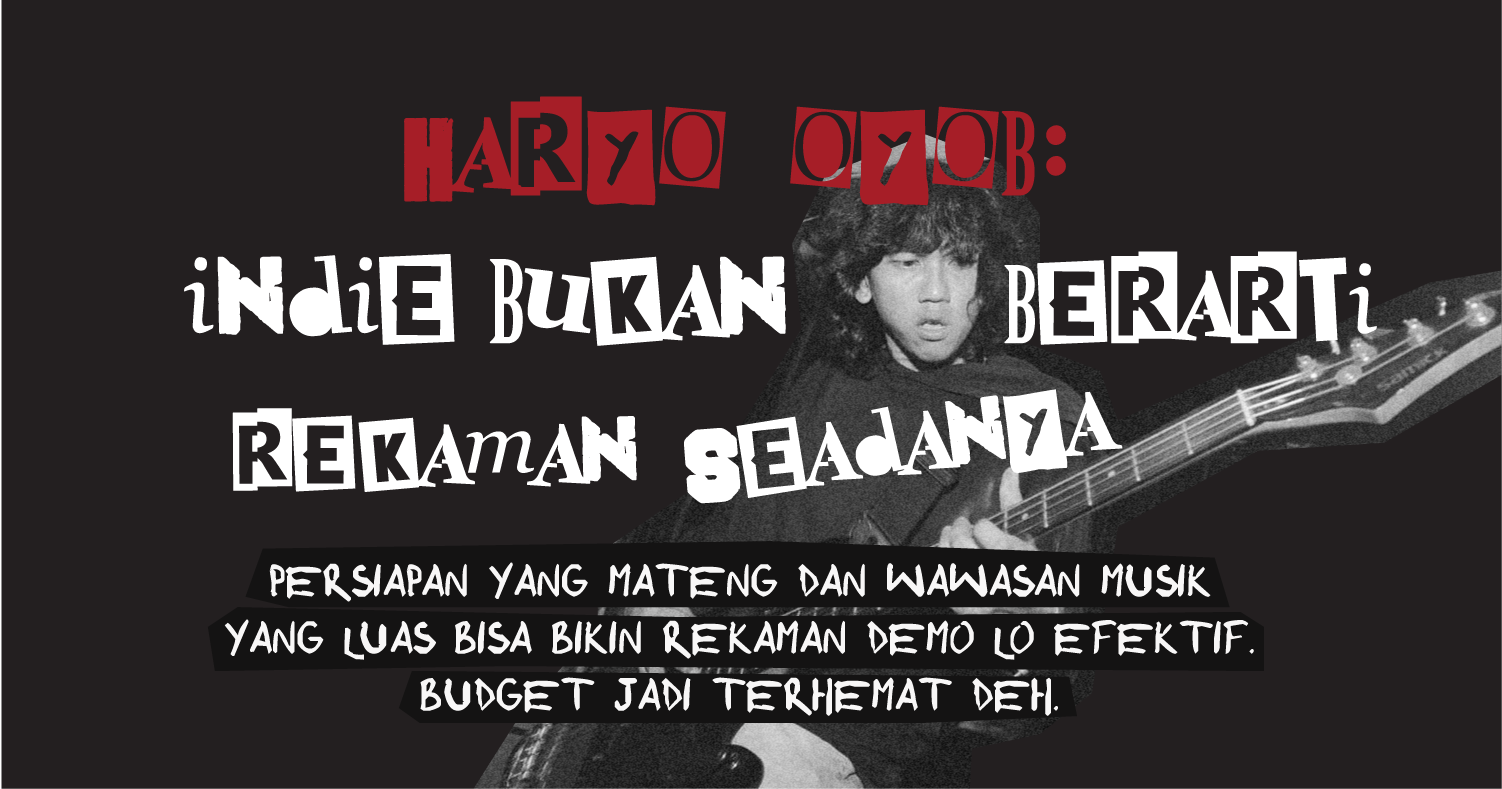 HARYO OYOB:
iNdiE BUKAN BERARTi
REKAmAN SEAdANYA
PERSIAPAN YANG MATENG DAN WAWASAN MUSIK
YANG LUAS BISA BIKIN REKAMAN DEMO LO EFEKTIF.
BUDGET JADI TERHEMAT DEH.
samick